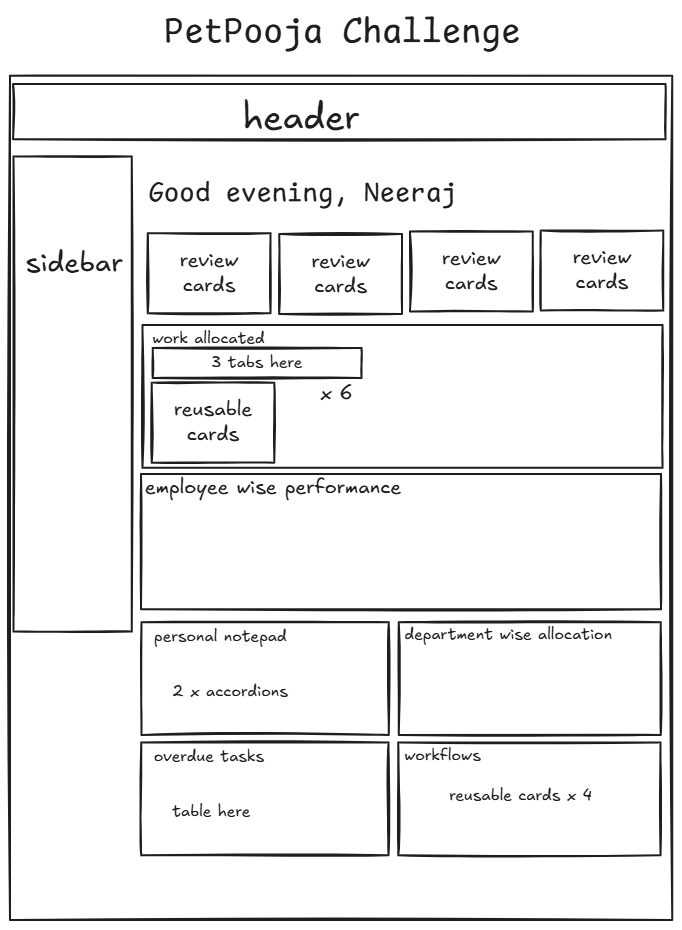 PetPooja Challenge
header
sidebar
Good evening, Neeraj
review
cards
review
cards
review
cards
review
cards
work allocated
3 tabs here
reusable
cards
x 6
employee wise performance
personal notepad
2 x accordions
department wise allocation
overdue tasks
table here
workflows
reusable cards x 4